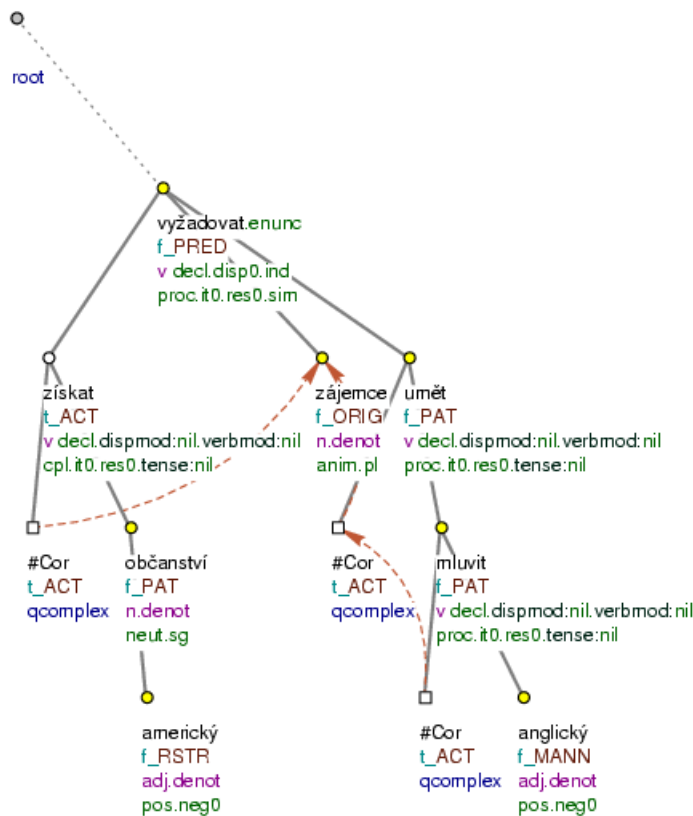 root
vyžadovat.enunc
f_PRED
v decl.disp0.ind
proc.it0.res0.sim
získat
t_ACT
v decl.dispmod:nil.verbmod:nil
cpl.it0.res0.tense:nil
zájemce
f_ORIG
n.denot
anim.pl
umět
f_PAT
v decl.dispmod:nil.verbmod:nil
proc.it0.res0.tense:nil
#Cor
t_ACT
qcomplex
občanství
f_PAT
n.denot
neut.sg
#Cor
t_ACT
qcomplex
mluvit
f_PAT
v decl.dispmod:nil.verbmod:nil
proc.it0.res0.tense:nil
americký
f_RSTR
adj.denot
pos.neg0
#Cor
t_ACT
qcomplex
anglický
f_MANN
adj.denot
pos.neg0